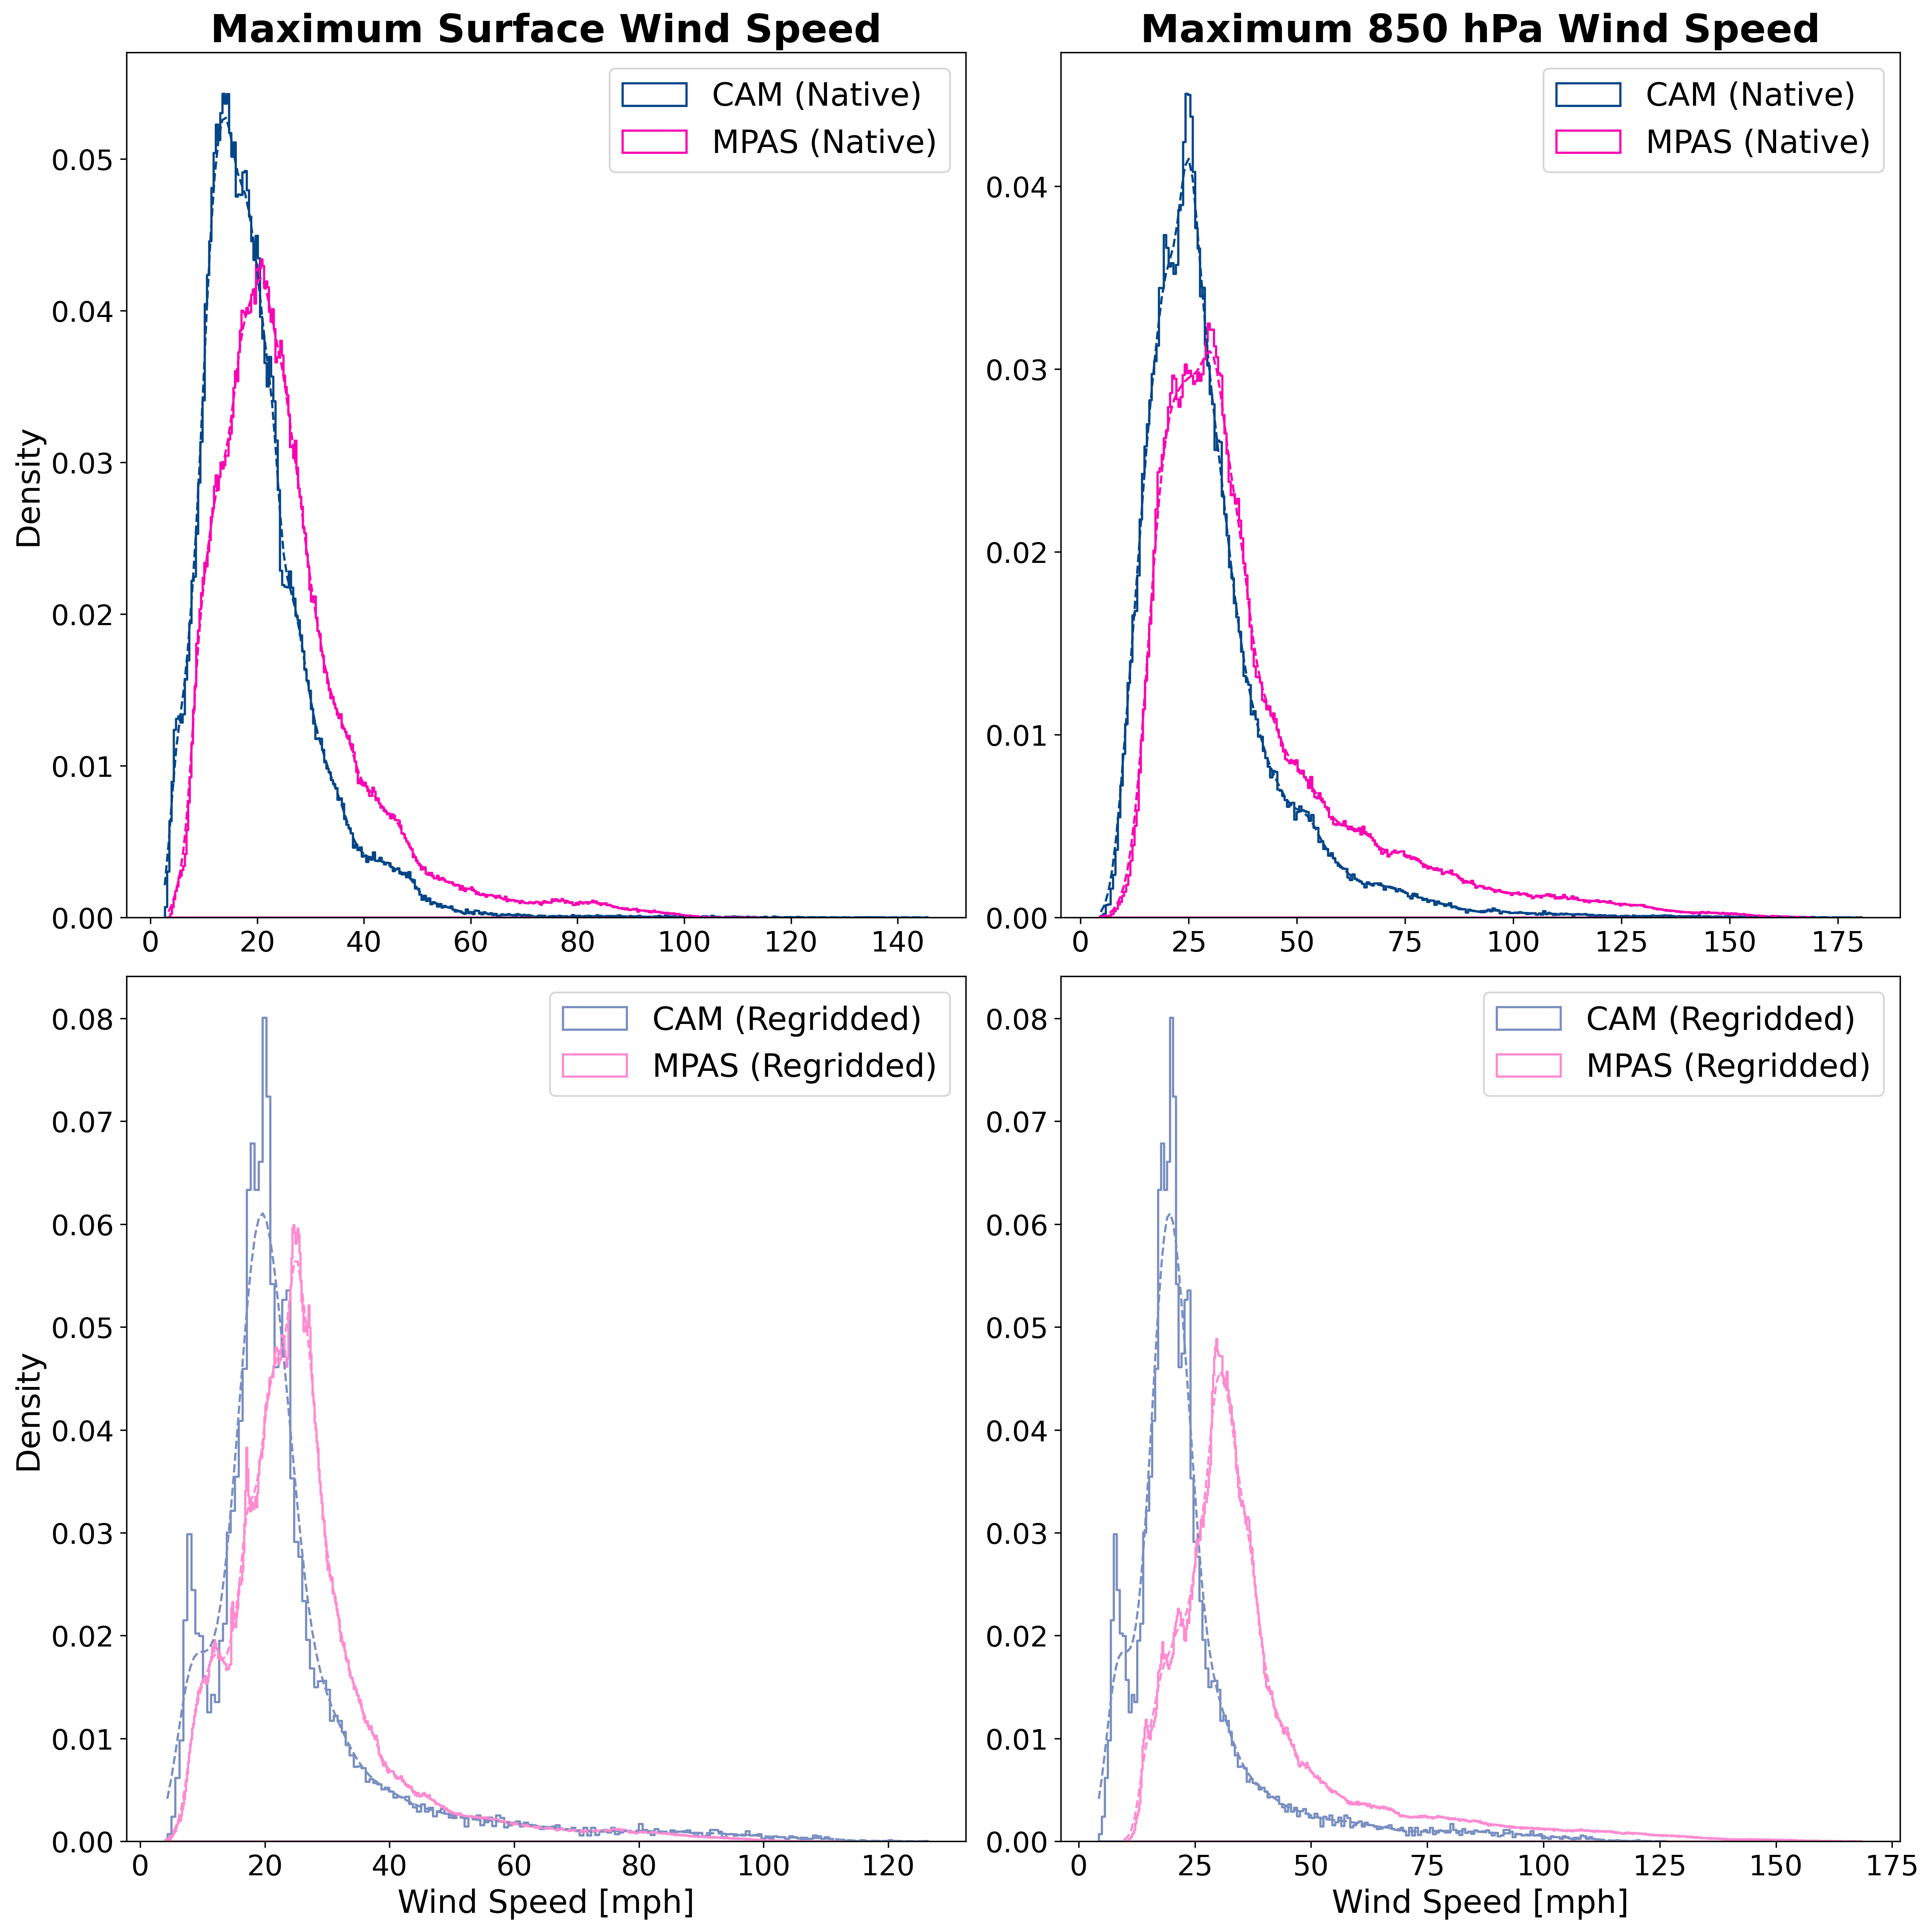 Maximum Surface Wind Speed
CAM (Native)
MPAS (Native)
Density
0.05
0.04
0.03
0.02
0.01
0.00
0 20 40 60 80 100 120 140
Maximum 850 hPa Wind Speed
CAM (Native)
MPAS (Native)
0.04
0.03
0.02
0.01
0.00
0 25 50 75 100 125 150 175
CAM (Regridded)
MPAS (Regridded)
Density
0.08
0.07
0.06
0.05
0.04
0.03
0.02
0.01
0.00
0 20 40 60 80 100 120
Wind Speed [mph]
CAM (Regridded)
MPAS (Regridded)
0.08
0.07
0.06
0.05
0.04
0.03
0.02
0.01
0.00
0 25 50 75 100 125 150 175
Wind Speed [mph]